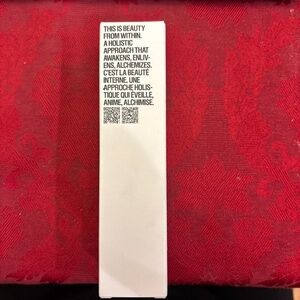 THIS IS BEAUTY
FROM WITHIN.
A HOLISTIC
APPROACH THAT
AWAKENS, ENLIV-
ENS, ALCHEMIZES.
C'EST LA BEAUTÉ
INTERNE. UNE
APPROCHE HOLIS-
TIQUE QUI ÉVEILLE,
ANIME, ALCHIMISE.